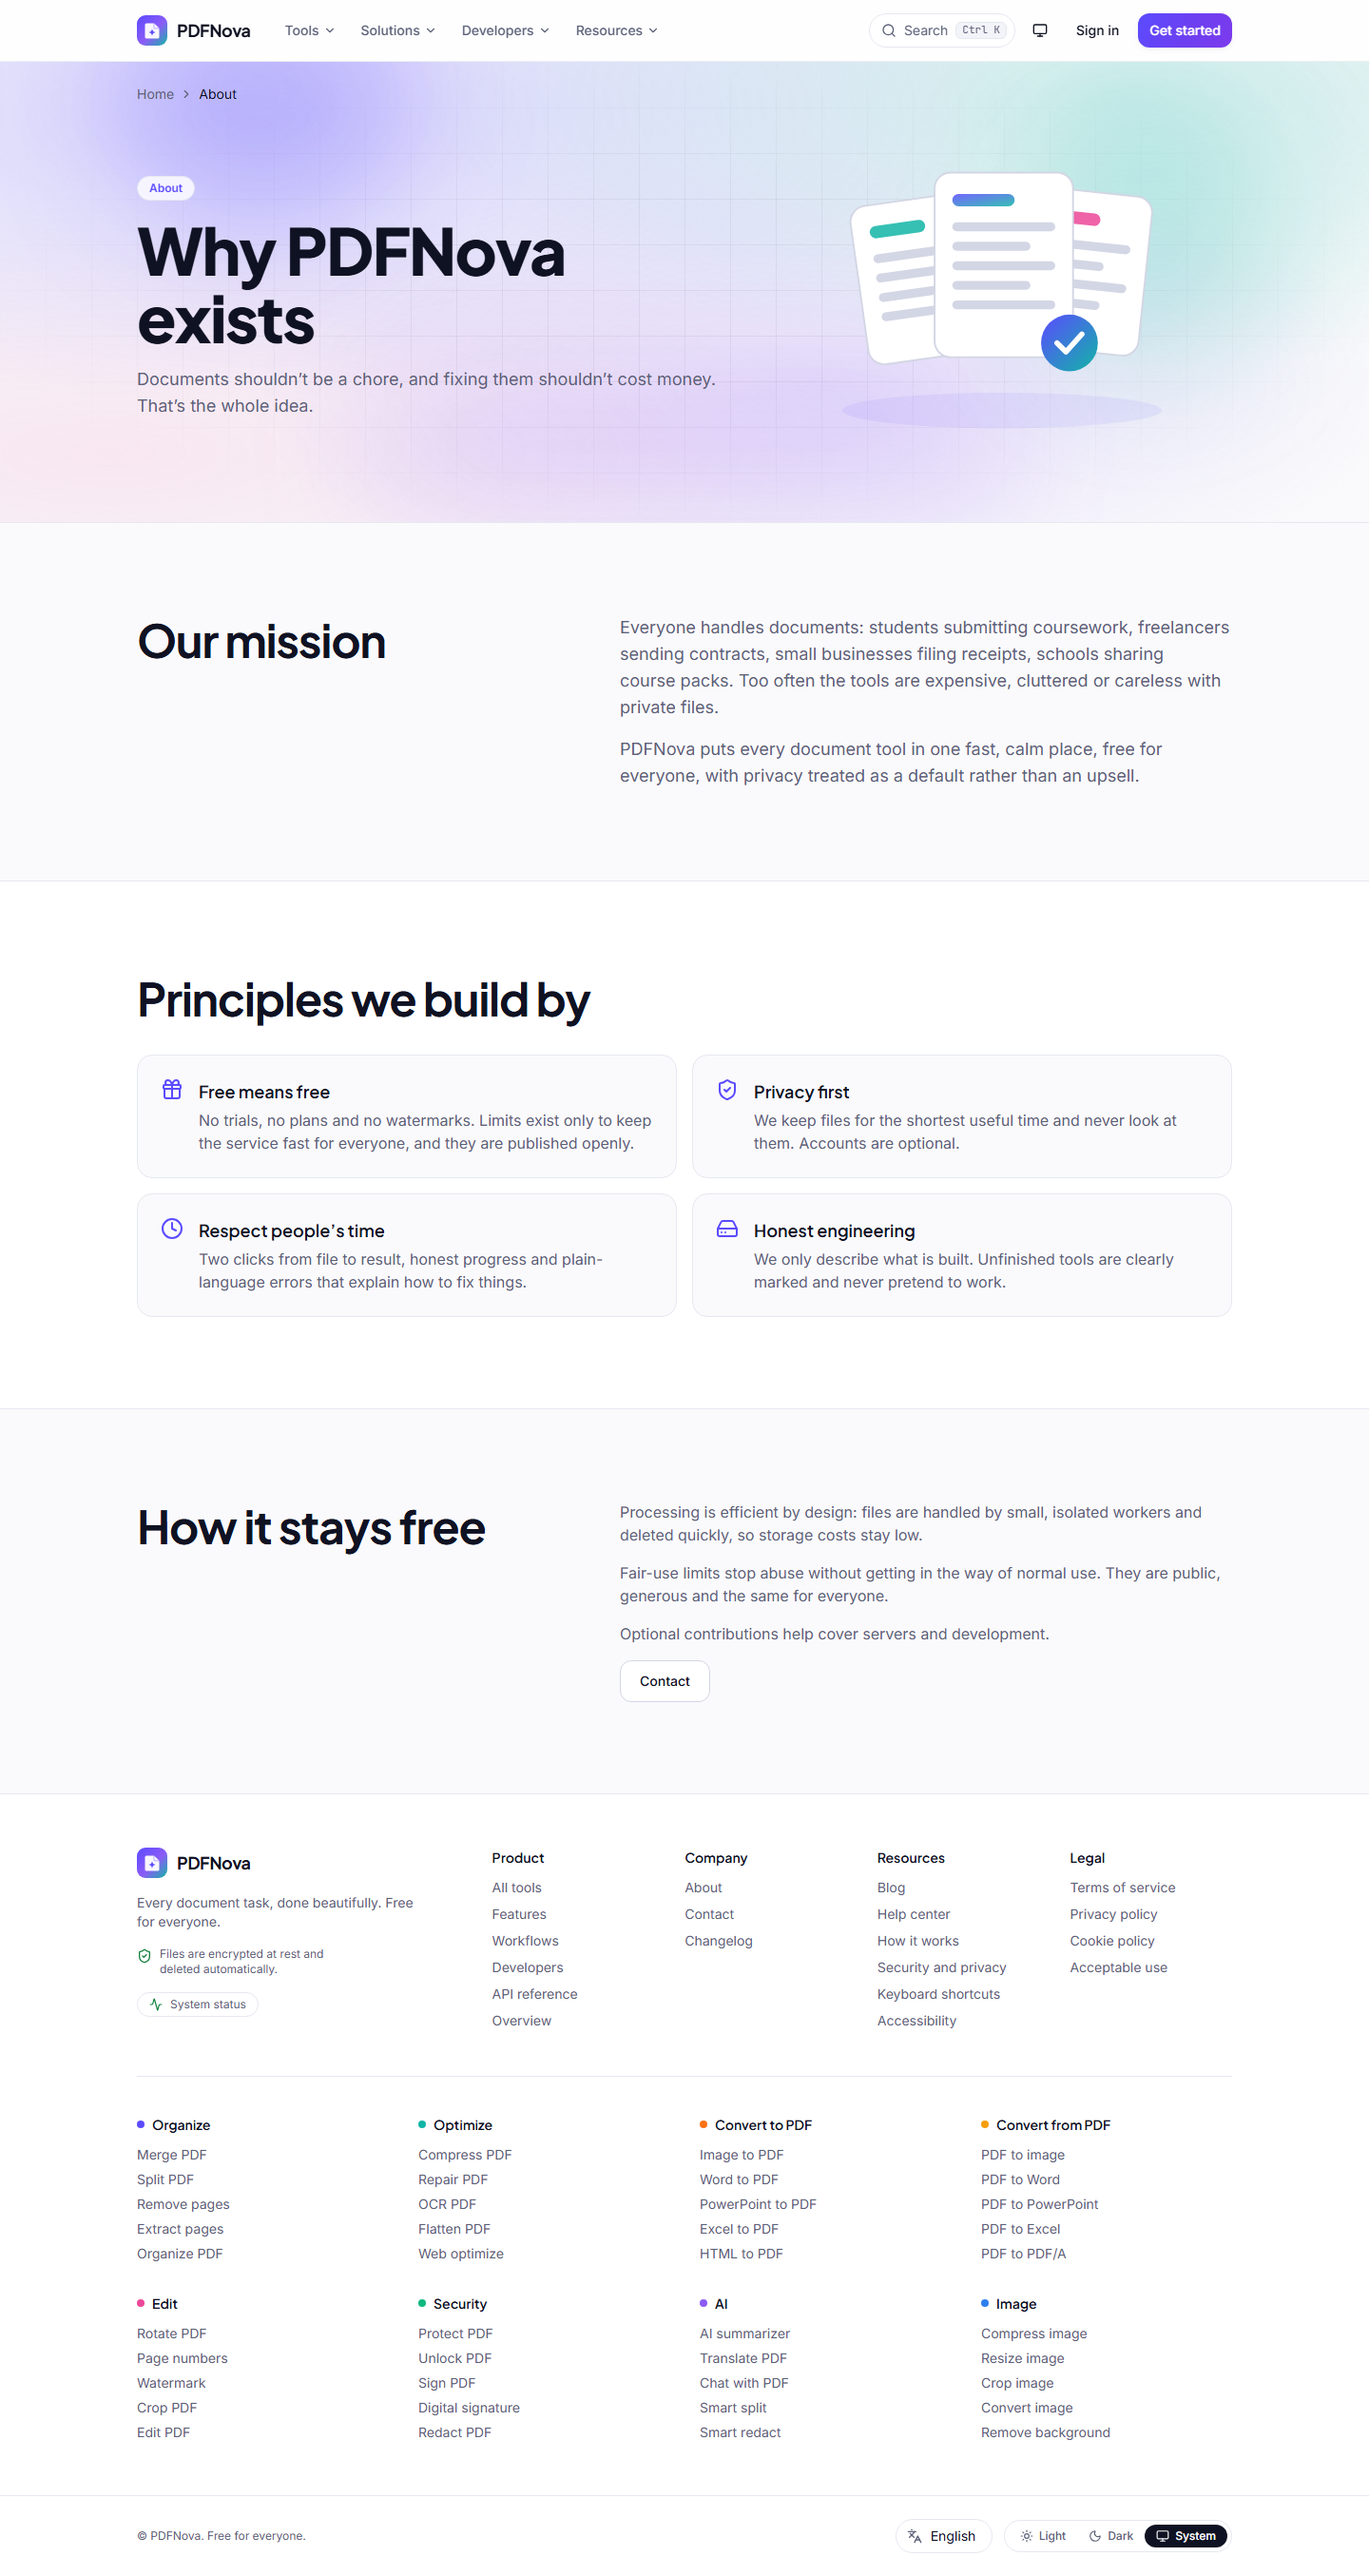 PDFNova
Tools
Solutions
Developers
Resources
Search
Ctrl K
Sign in
Get started
Home
About
About
Why PDFNova
exists
Documents shouldn’t be a chore, and fixing them shouldn’t cost money.
That’s the whole idea.
Our mission
Everyone handles documents: students submitting coursework, freelancers
sending contracts, small businesses filing receipts, schools sharing
course packs. Too often the tools are expensive, cluttered or careless with
private files.
PDFNova puts every document tool in one fast, calm place, free for
everyone, with privacy treated as a default rather than an upsell.
Principles we build by
Free means free
No trials, no plans and no watermarks. Limits exist only to keep
the service fast for everyone, and they are published openly.
Privacy first
We keep files for the shortest useful time and never look at
them. Accounts are optional.
Respect people’s time
Two clicks from file to result, honest progress and plain-
language errors that explain how to fix things.
Honest engineering
We only describe what is built. Unfinished tools are clearly
marked and never pretend to work.
How it stays free
Processing is efficient by design: files are handled by small, isolated workers and
deleted quickly, so storage costs stay low.
Fair-use limits stop abuse without getting in the way of normal use. They are public,
generous and the same for everyone.
Optional contributions help cover servers and development.
Contact
PDFNova
Every document task, done beautifully. Free
for everyone.
Files are encrypted at rest and
deleted automatically.
System status
Product
All tools
Features
Workflows
Developers
API reference
Overview
Company
About
Contact
Changelog
Resources
Blog
Help center
How it works
Security and privacy
Keyboard shortcuts
Accessibility
Legal
Terms of service
Privacy policy
Cookie policy
Acceptable use
Organize
Merge PDF
Split PDF
Remove pages
Extract pages
Organize PDF
Optimize
Compress PDF
Repair PDF
OCR PDF
Flatten PDF
Web optimize
Convert to PDF
Image to PDF
Word to PDF
PowerPoint to PDF
Excel to PDF
HTML to PDF
Convert from PDF
PDF to image
PDF to Word
PDF to PowerPoint
PDF to Excel
PDF to PDF/A
Edit
Rotate PDF
Page numbers
Watermark
Crop PDF
Edit PDF
Security
Protect PDF
Unlock PDF
Sign PDF
Digital signature
Redact PDF
AI
AI summarizer
Translate PDF
Chat with PDF
Smart split
Smart redact
Image
Compress image
Resize image
Crop image
Convert image
Remove background
© PDFNova. Free for everyone.
English
Light
Dark
System